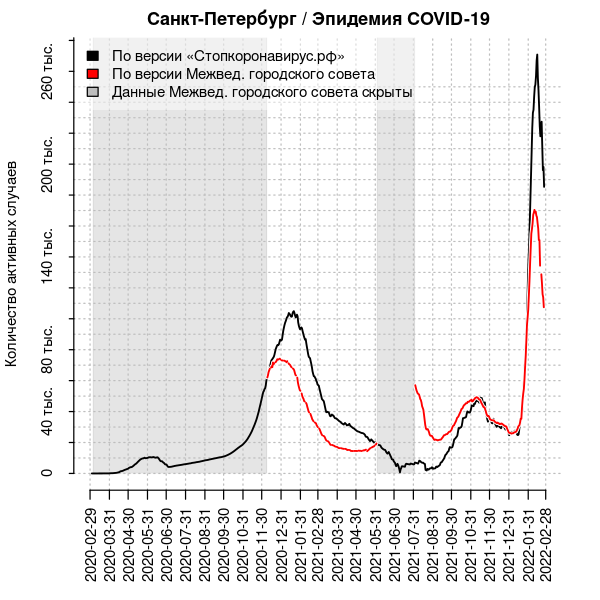 Санкт-Петербург / Эпидемия COVID-19
По версии «Стопкоронавирус.рф»
По версии Межвед. городского совета
Данные Межвед. городского совета скрыты
Количество активных случаев
260 тыс.
200 тыс.
140 тыс.
80 тыс.
40 тыс.
0
2020-02-29
2020-03-31
2020-04-30
2020-05-31
2020-06-30
2020-07-31
2020-08-31
2020-09-30
2020-10-31
2020-11-30
2020-12-31
2021-01-31
2021-02-28
2021-03-31
2021-04-30
2021-05-31
2021-06-30
2021-07-31
2021-08-31
2021-09-30
2021-10-31
2021-11-30
2021-12-31
2022-01-31
2022-02-28